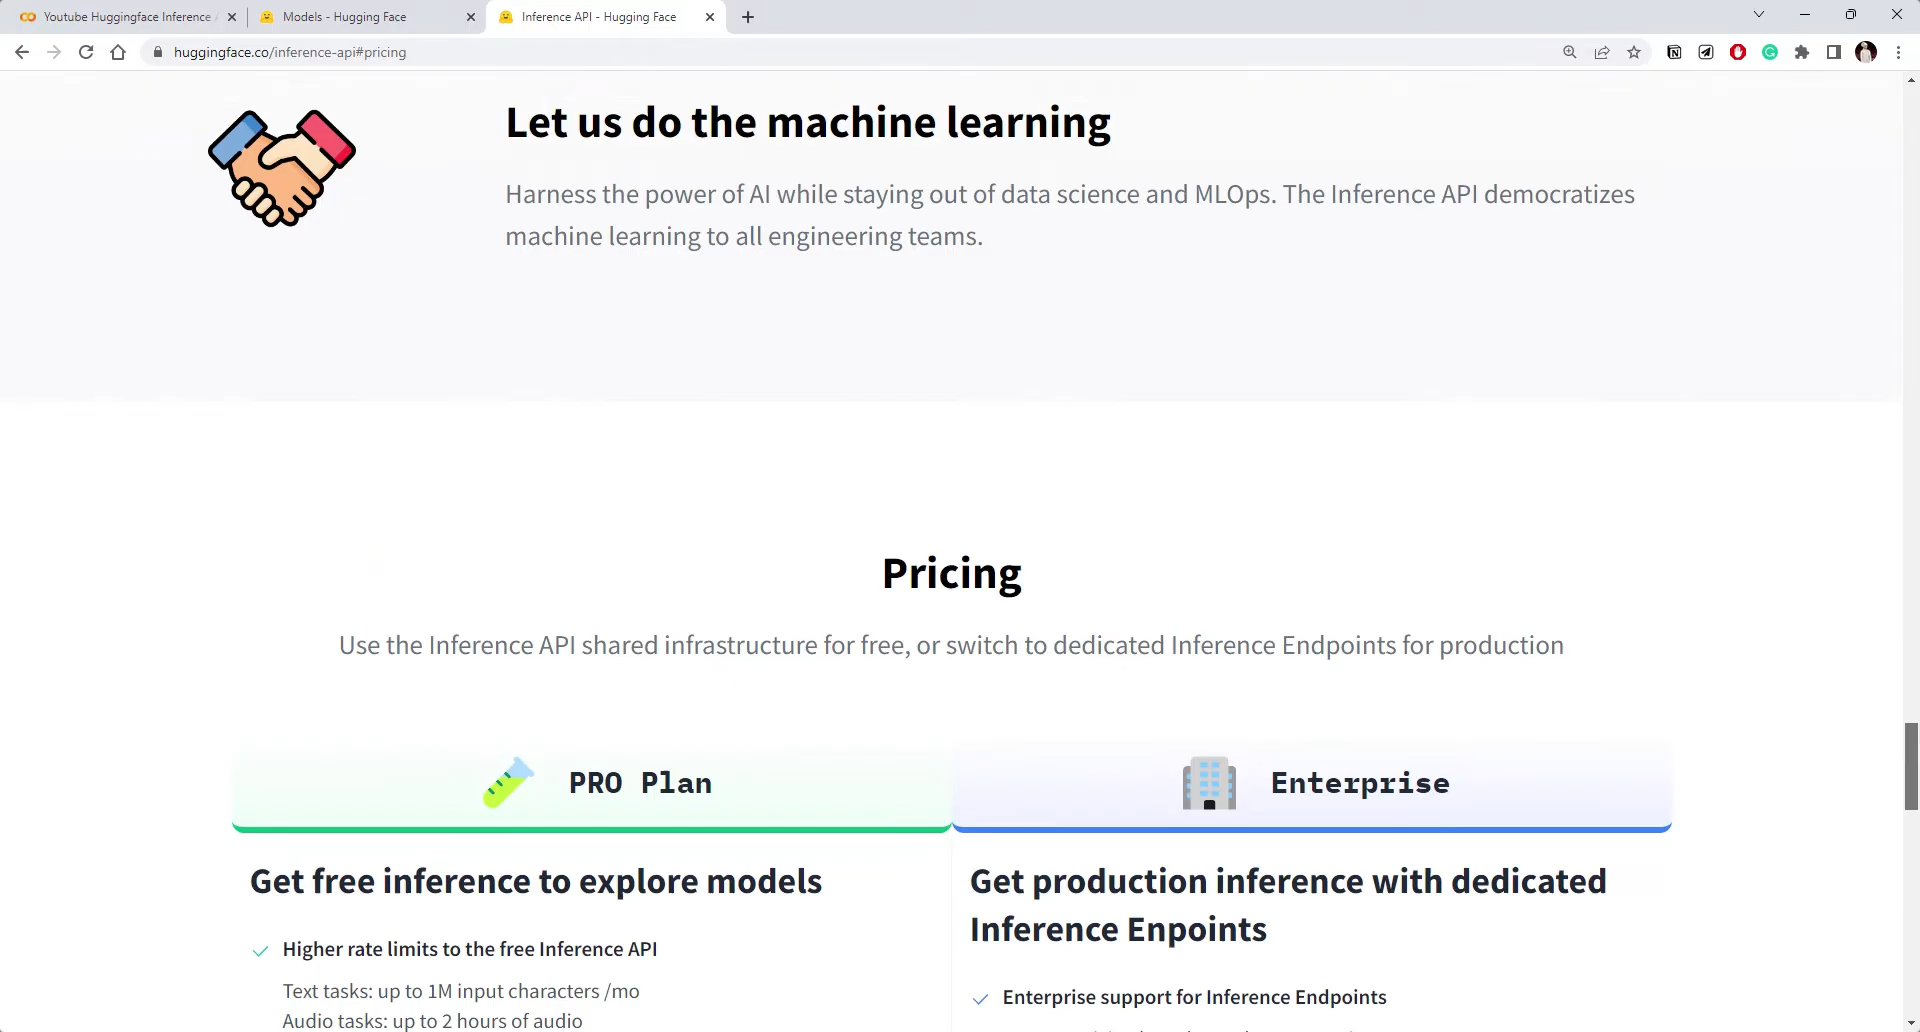 Youtube Huggingface Inference
Models - Hugging Face
Inference API - Hugging Face
huggingface.co/inference-api#pricing
Let us do the machine learning
Harness the power of AI while staying out of data science and MLOps. The Inference API democratizes
machine learning to all engineering teams.
Pricing
Use the Inference API shared infrastructure for free, or switch to dedicated Inference Endpoints for production
PRO Plan
Enterprise
Get free inference to explore models
Higher rate limits to the free Inference API
Text tasks: up to 1M input characters /mo
Audio tasks: up to 2 hours of audio
Get production inference with dedicated
Inference Enpoints
Enterprise support for Inference Endpoints